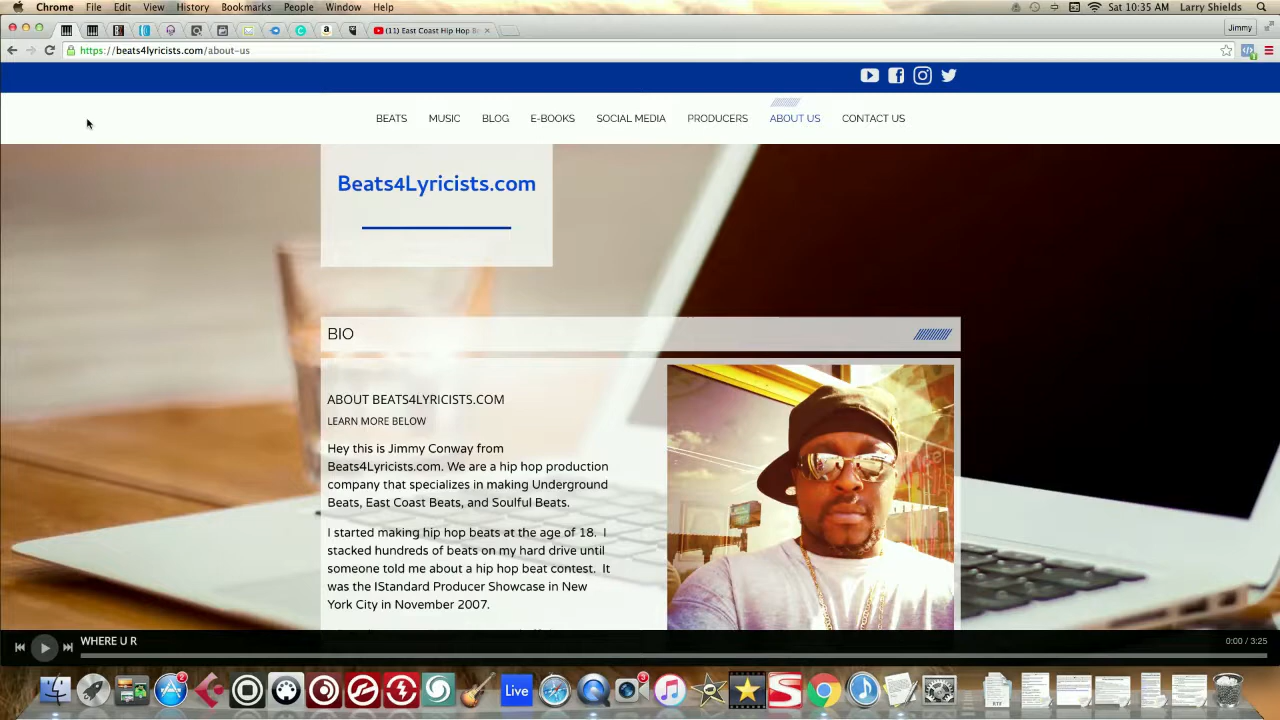 Chrome File Edit View History Bookmarks People Window Help Sat 10:35 AM Larry Shields
(11) East Coast Hip Hop Jimmy
https://beats4lyricists.com/about-us
BEATS MUSIC BLOG E-BOOKS SOCIAL MEDIA PRODUCERS ABOUT US CONTACT US
Beats4Lyricists.com
BIO
ABOUT BEATS4LYRICISTS.COM
LEARN MORE BELOW
Hey this is Jimmy Conway from
Beats4Lyricists.com. We are a hip hop production
company that specializes in making Underground
Beats, East Coast Beats, and Soulful Beats.
I started making hip hop beats at the age of 18. I
stacked hundreds of beats on my hard drive until
someone told me about a hip hop beat contest. It
was the IStandard Producer Showcase in New
York City in November 2007.
WHERE U R 0:00 / 3:25
Live